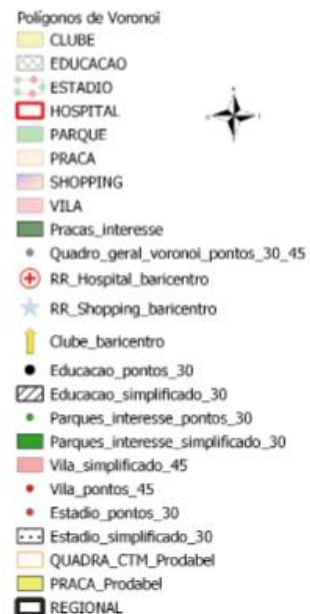 Polígonos de Voronoi
CLUBE
EDUCACAO
ESTADIO
HOSPITAL
PARQUE
PRACA
SHOPPING
VILA
Pracas_interesse
Quadro_geral_voronoi_pontos_30_45
RR_Hospital_baricentro
RR_Shopping_baricentro
Clube_baricentro
Educacao_pontos_30
Educacao_simplificado_30
Parques_interesse_pontos_30
Parques_interesse_simplificado_30
Vila_simplificado_45
Vila_pontos_45
Estadio_pontos_30
Estadio_simplificado_30
QUADRA_CTM_Prodabel
PRACA_Prodabel
REGIONAL